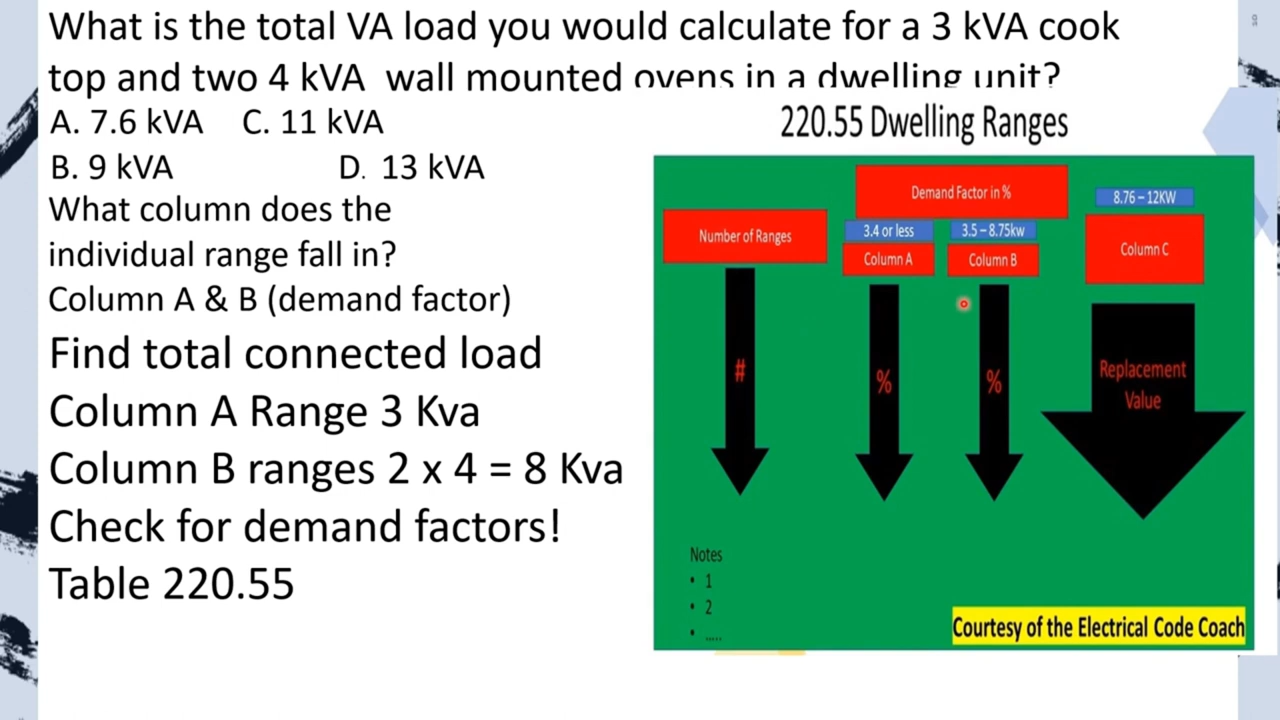 What is the total VA load you would calculate for a 3 kVA cook
top and two 4 kVA wall mounted ovens in a dwelling unit?
A. 7.6 kVA C. 11 kVA
B. 9 kVA D. 13 kVA
What column does the
individual range fall in?
Column A & B (demand factor)
Find total connected load
Column A Range 3 Kva
Column B ranges 2 x 4 = 8 Kva
Check for demand factors!
Table 220.55
220.55 Dwelling Ranges
Demand Factor in %
8.76 – 12KW
Number of Ranges
3.4 or less
3.5 – 8.75kw
Column A
Column B
Column C
#
%
%
Replacement
Value
Notes
• 1
• 2
• .....
Courtesy of the Electrical Code Coach